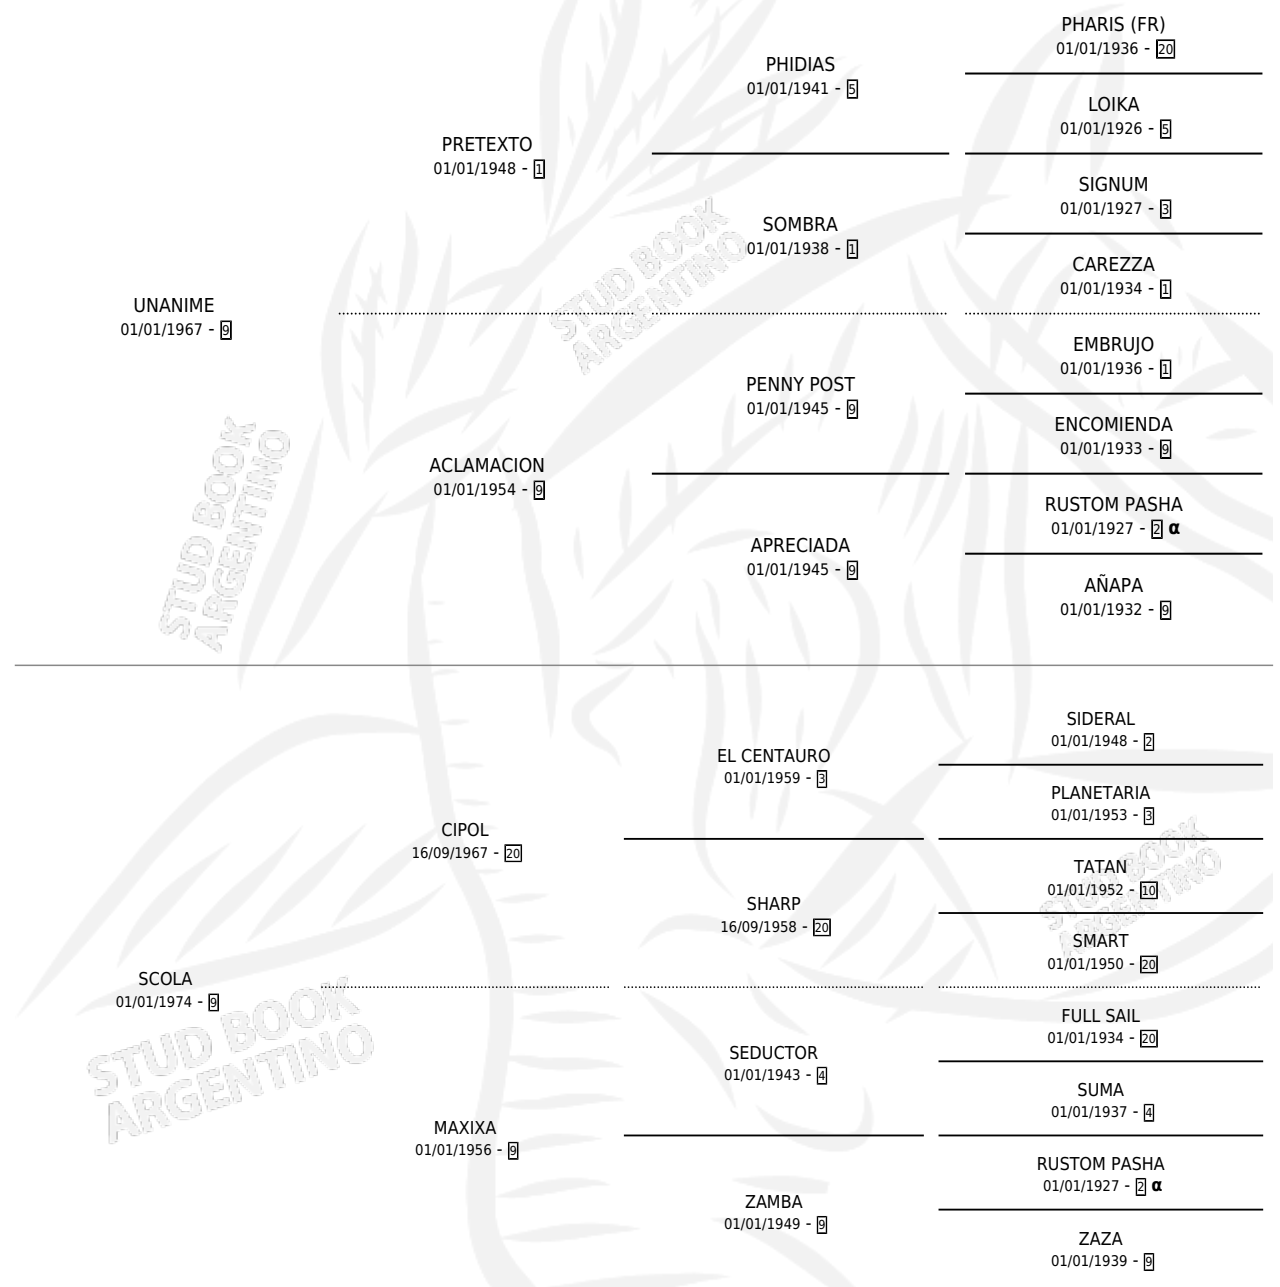 PHARIS (FR)
01/01/1936 - 20
PHIDIAS
01/01/1941 - 5
LOIKA
01/01/1926 - 5
PRETEXTO
01/01/1948 - 1
SIGNUM
01/01/1927 - 3
SOMBRA
01/01/1938 - 1
CAREZZA
01/01/1934 - 1
UNANIME
01/01/1967 - 9
EMBRUJO
01/01/1936 - 1
PENNY POST
01/01/1945 - 9
ENCOMIENDA
01/01/1933 - 9
ACLAMACION
01/01/1954 - 9
RUSTOM PASHA
01/01/1927 - 2 α
APRECIADA
01/01/1945 - 9
AÑAPA
01/01/1932 - 9
SIDERAL
01/01/1948 - 2
EL CENTAURO
01/01/1959 - 3
PLANETARIA
01/01/1953 - 3
CIPOL
16/09/1967 - 20
TATAN
01/01/1952 - 10
SHARP
16/09/1958 - 20
SMART
01/01/1950 - 20
SCOLA
01/01/1974 - 9
FULL SAIL
01/01/1934 - 20
SEDUCTOR
01/01/1943 - 4
SUMA
01/01/1937 - 4
MAXIXA
01/01/1956 - 9
RUSTOM PASHA
01/01/1927 - 2 α
ZAMBA
01/01/1949 - 9
ZAZA
01/01/1939 - 9
STUD BOOK
ARGENTINO
STUD BOOK
ARGENTINO
STUD BOOK
ARGENTINO
STUD BOOK
ARGENTINO